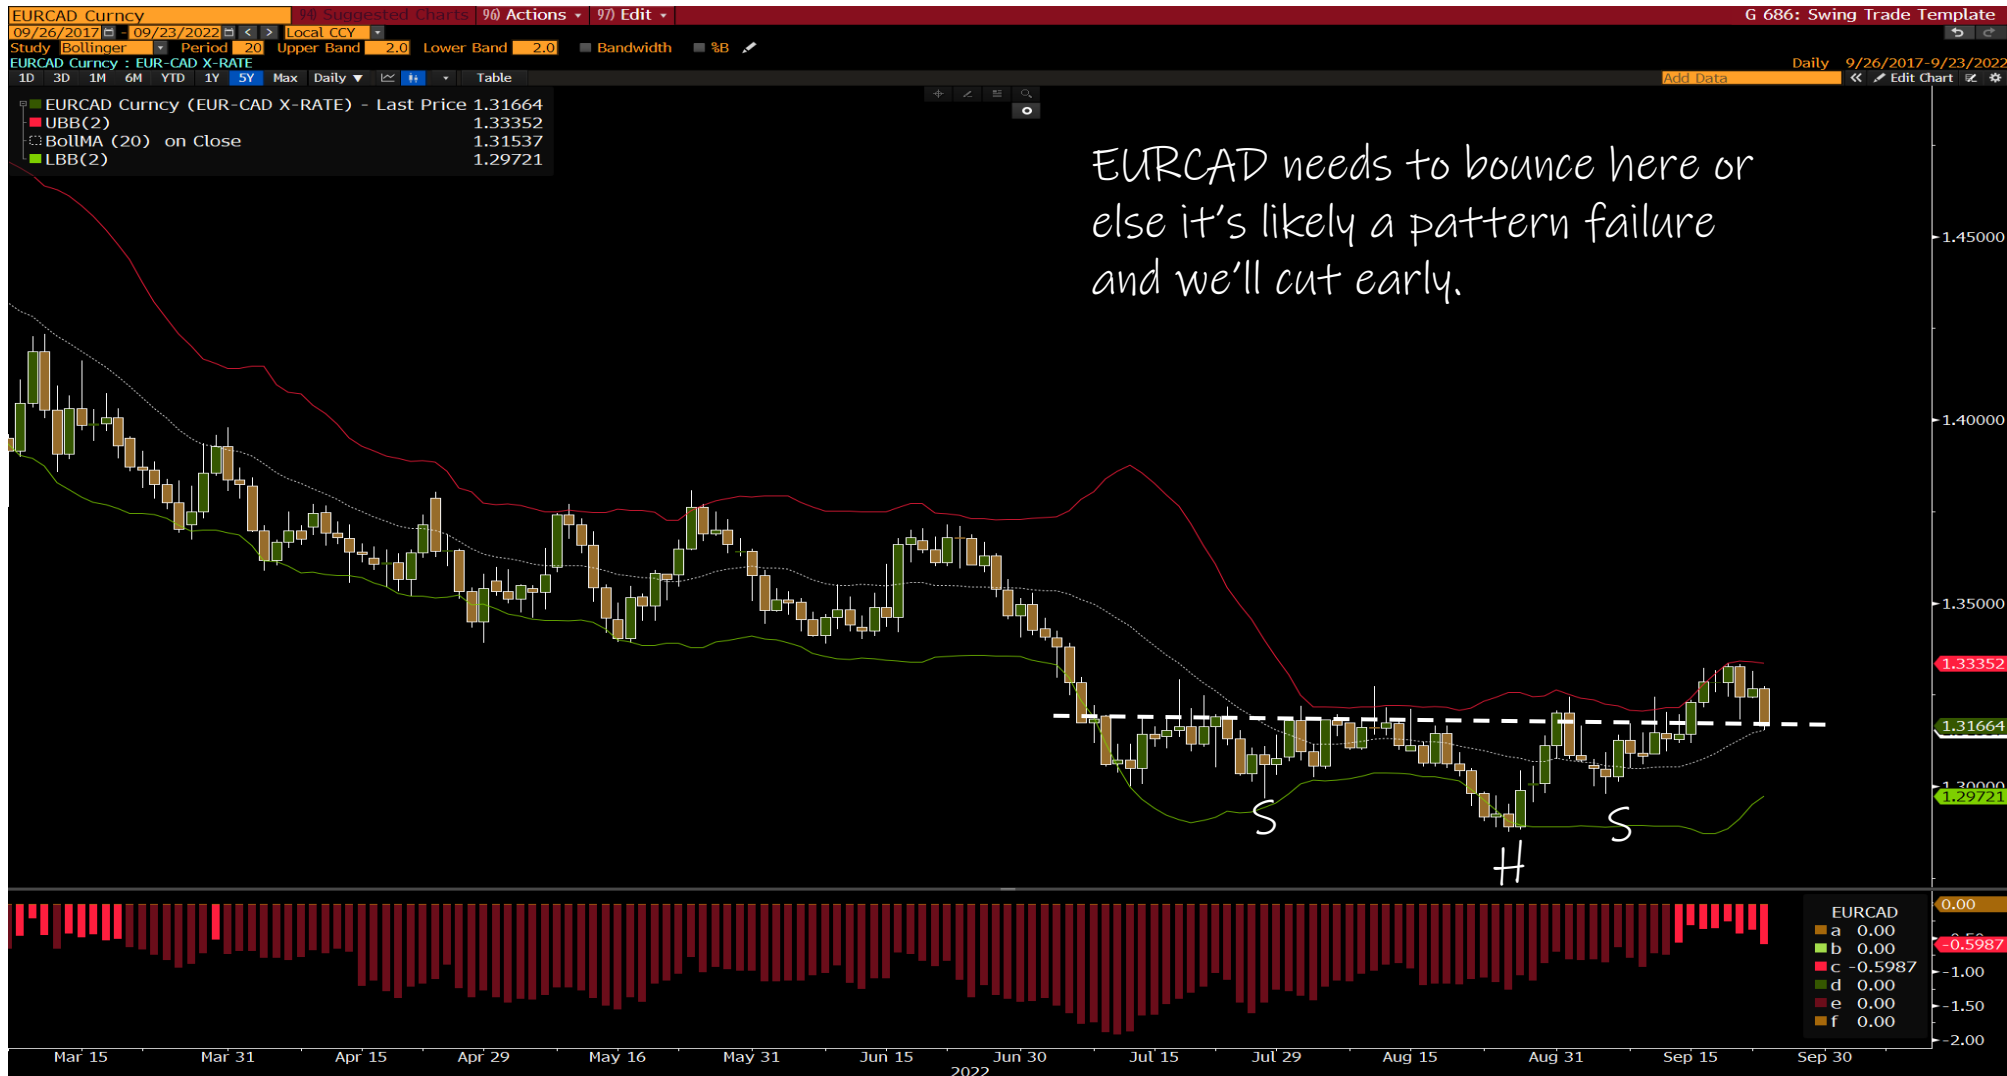 EURCAD Curncy 94) Suggested Charts 96) Actions 97) Edit G 686: Swing Trade Template
09/26/2017 - 09/23/2022 < > Local CCY
Study Bollinger Period 20 Upper Band 2.0 Lower Band 2.0 Bandwidth %B
EURCAD Curncy : EUR-CAD X-RATE Daily 9/26/2017-9/23/2022
1D 3D 1M 6M YTD 1Y 5Y Max Daily ▼ Table Add Data « Edit Chart
EURCAD Curncy (EUR-CAD X-RATE) - Last Price 1.31664
UBB(2) 1.33352
BollMA (20) on Close 1.31537
LBB(2) 1.29721
EURCAD needs to bounce here or
else it's likely a pattern failure
and we'll cut early.
1.45000
1.40000
1.35000
1.33352
1.31664
1.30000
1.29721
S
S
H
0.00
-0.5987
-1.00
-1.50
-2.00
EURCAD
a 0.00
b 0.00
c -0.5987
d 0.00
e 0.00
f 0.00
Mar 15 Mar 31 Apr 15 Apr 29 May 16 May 31 Jun 15 Jun 30 Jul 15 Jul 29 Aug 15 Aug 31 Sep 15 Sep 30
2022